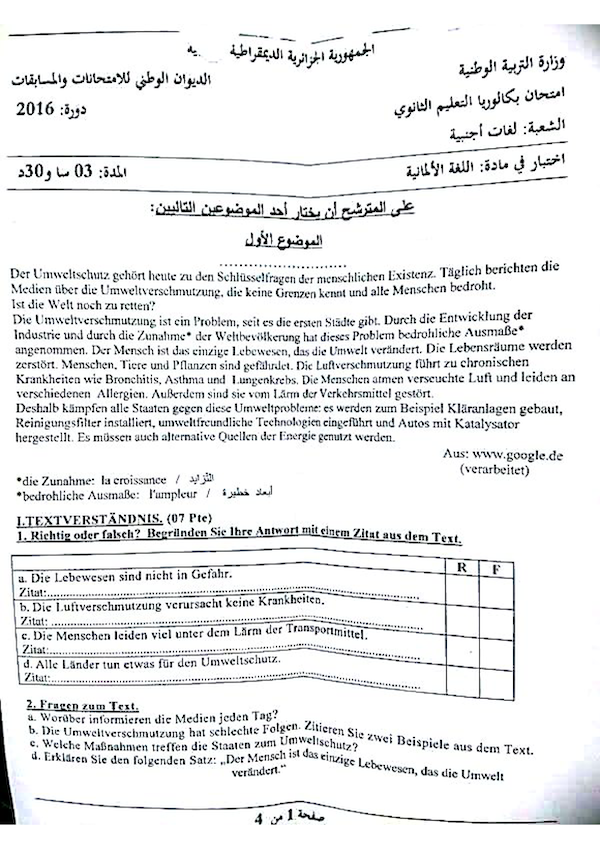 الجمهورية الجزائرية الديمقراطية
وزارة التربية الوطنية
الديوان الوطني للامتحانات والمسابقات
امتحان بكالوريا التعليم الثانوي
دورة: 2016
الشعبة: لغات أجنبية
اختبار في مادة: اللغة الألمانية
المدة: 03 سا و30د
على المترشح أن يختار أحد الموضوعين التاليين:
الموضوع الأول
Der Umweltschutz gehört heute zu den Schlüsselfragen der menschlichen Existenz. Täglich berichten die
Medien über die Umweltverschmutzung, die keine Grenzen kennt und alle Menschen bedroht.
Ist die Welt noch zu retten?
Die Umweltverschmutzung ist ein Problem, seit es die ersten Städte gibt. Durch die Entwicklung der
Industrie und durch die Zunahme* der Weltbevölkerung hat dieses Problem bedrohliche Ausmaße*
angenommen. Der Mensch ist das einzige Lebewesen, das die Umwelt verändert. Die Lebensräume werden
zerstört. Menschen, Tiere und Pflanzen sind gefährdet. Die Luftverschmutzung führt zu chronischen
Krankheiten wie Bronchitis, Asthma und Lungenkrebs. Die Menschen atmen verseuchte Luft und leiden an
verschiedenen Allergien. Außerdem sind sie vom Lärm der Verkehrsmittel gestört.
Deshalb kämpfen alle Staaten gegen diese Umweltprobleme: es werden zum Beispiel Kläranlagen gebaut,
Reinigungsfilter installiert, umweltfreundliche Technologien eingeführt und Autos mit Katalysator
hergestellt. Es müssen auch alternative Quellen der Energie genutzt werden.
Aus: www.google.de
(verarbeitet)
*die Zunahme: la croissance / التّزايد
*bedrohliche Ausmaße: l'ampleur / أبعاد خطيرة
I.TEXTVERSTÄNDNIS. (07 Pte)
1. Richtig oder falsch? Begründen Sie Ihre Antwort mit einem Zitat aus dem Text.
R F
a. Die Lebewesen sind nicht in Gefahr.
Zitat:
b. Die Luftverschmutzung verursacht keine Krankheiten.
Zitat:
c. Die Menschen leiden viel unter dem Lärm der Transportmittel.
Zitat:
d. Alle Länder tun etwas für den Umweltschutz.
Zitat:
2. Fragen zum Text.
a. Worüber informieren die Medien jeden Tag?
b. Die Umweltverschmutzung hat schlechte Folgen. Zitieren Sie zwei Beispiele aus dem Text.
c. Welche Maßnahmen treffen die Staaten zum Umweltschutz?
d. Erklären Sie den folgenden Satz: „Der Mensch ist das einzige Lebewesen, das die Umwelt
verändert.“
صفحة 1 من 4